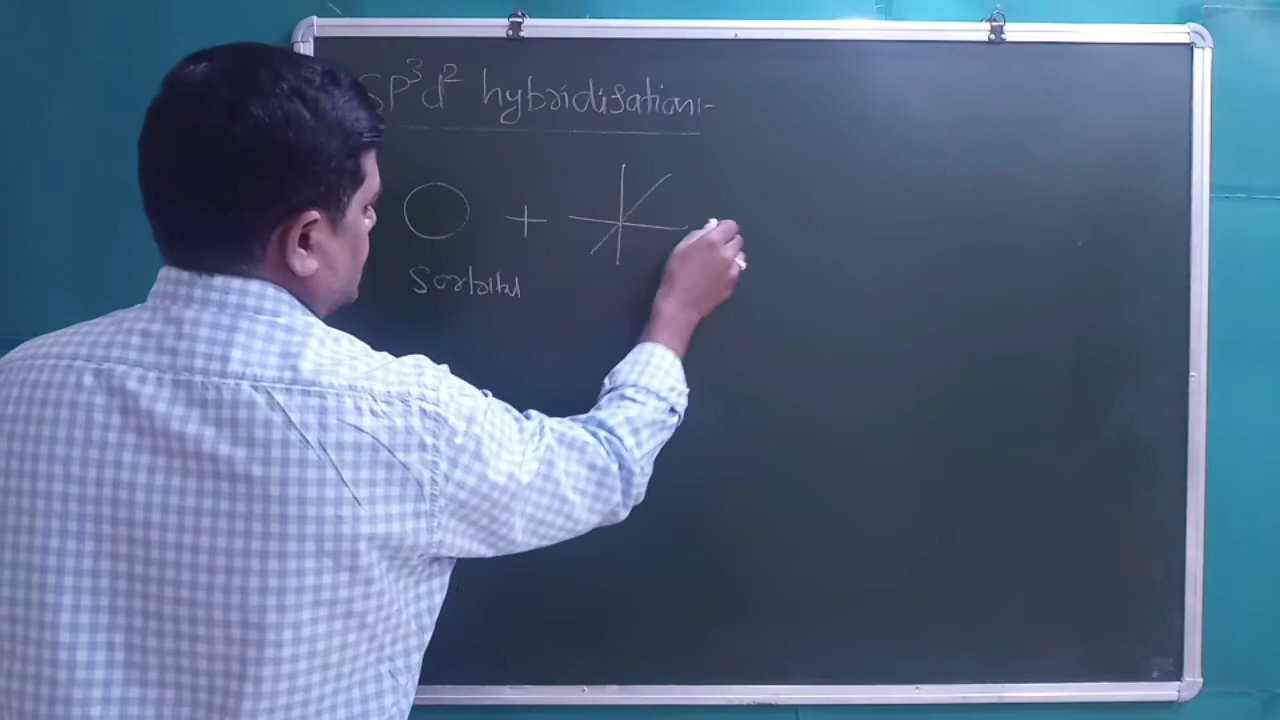 SP³d² hybridisation:-
+
S orbital